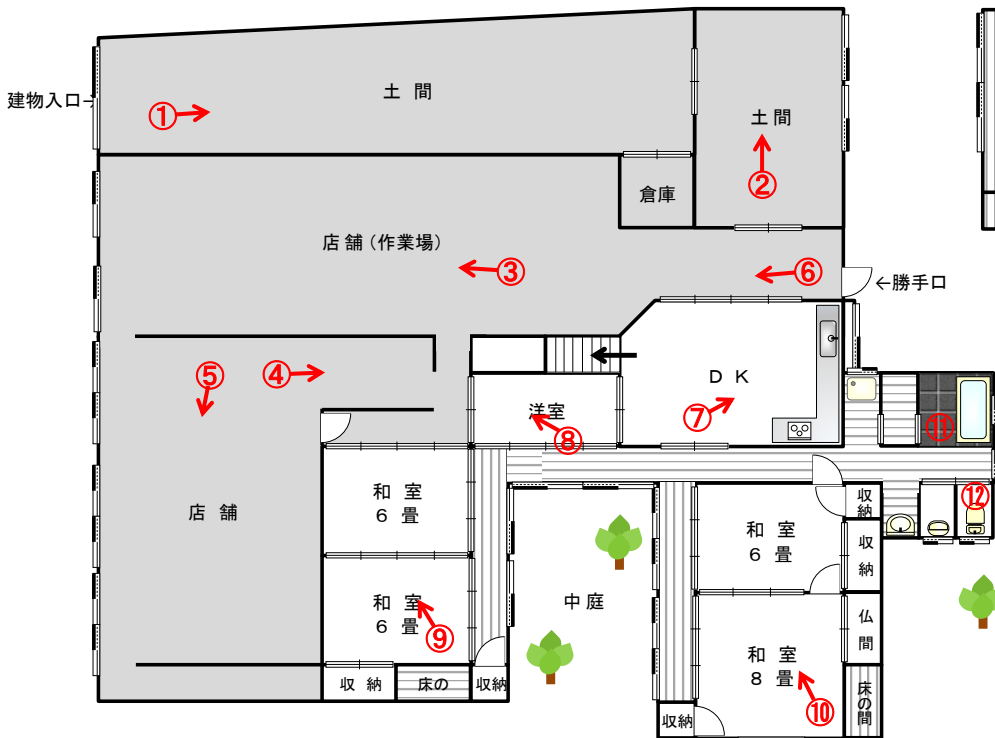 建物入口
土 間
①
土 間
②
倉庫
店 舗 (作業場)
③
⑥
←勝手口
⑤
④
D K
⑦
洋室
⑧
⑪
和 室
6 畳
店 舗
収納
⑫
和 室
6 畳
収納
中 庭
和 室
6 畳
⑨
仏間
和 室
8 畳
⑩
床の間
収 納
床の
収納
収納